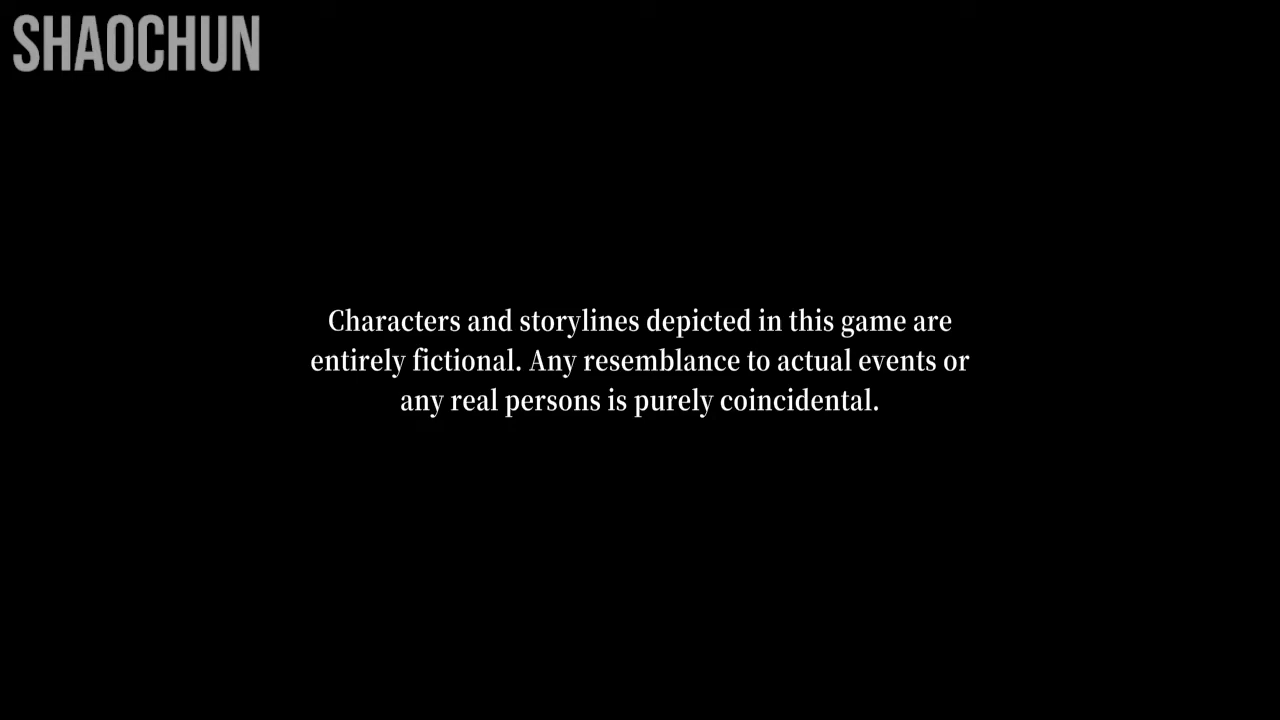 SHAOCHUN
Characters and storylines depicted in this game are
entirely fictional. Any resemblance to actual events or
any real persons is purely coincidental.